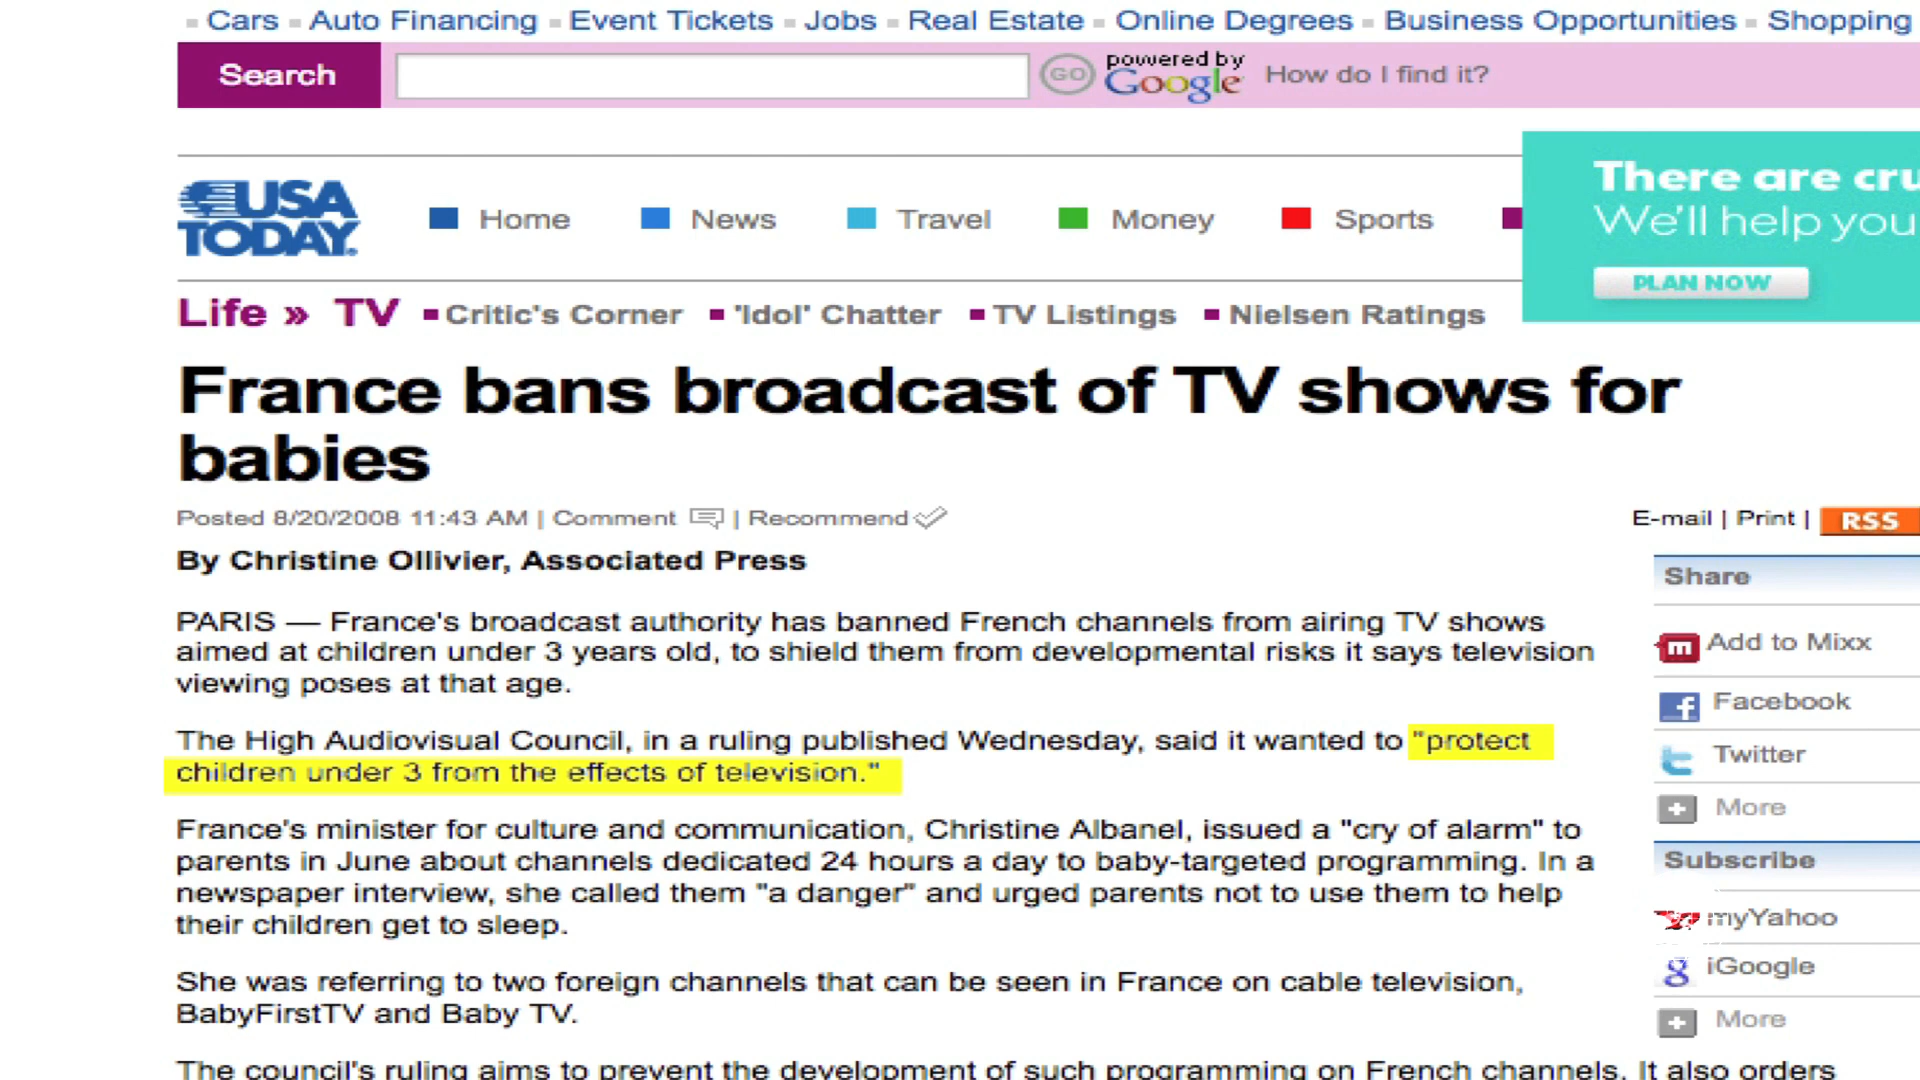 Cars Auto Financing Event Tickets Jobs Real Estate Online Degrees Business Opportunities Shopping
Search GO powered by Google How do I find it?
USA TODAY Home News Travel Money Sports
There are cru
We'll help you
PLAN NOW
Life » TV Critic's Corner 'Idol' Chatter TV Listings Nielsen Ratings
France bans broadcast of TV shows for
babies
Posted 8/20/2008 11:43 AM | Comment | Recommend
E-mail | Print | RSS
By Christine Ollivier, Associated Press
PARIS — France's broadcast authority has banned French channels from airing TV shows
aimed at children under 3 years old, to shield them from developmental risks it says television
viewing poses at that age.
The High Audiovisual Council, in a ruling published Wednesday, said it wanted to "protect
children under 3 from the effects of television."
France's minister for culture and communication, Christine Albanel, issued a "cry of alarm" to
parents in June about channels dedicated 24 hours a day to baby-targeted programming. In a
newspaper interview, she called them "a danger" and urged parents not to use them to help
their children get to sleep.
She was referring to two foreign channels that can be seen in France on cable television,
BabyFirstTV and Baby TV.
The council's ruling aims to prevent the development of such programming on French channels. It also orders
Share
Add to Mixx
Facebook
Twitter
More
Subscribe
myYahoo
iGoogle
More